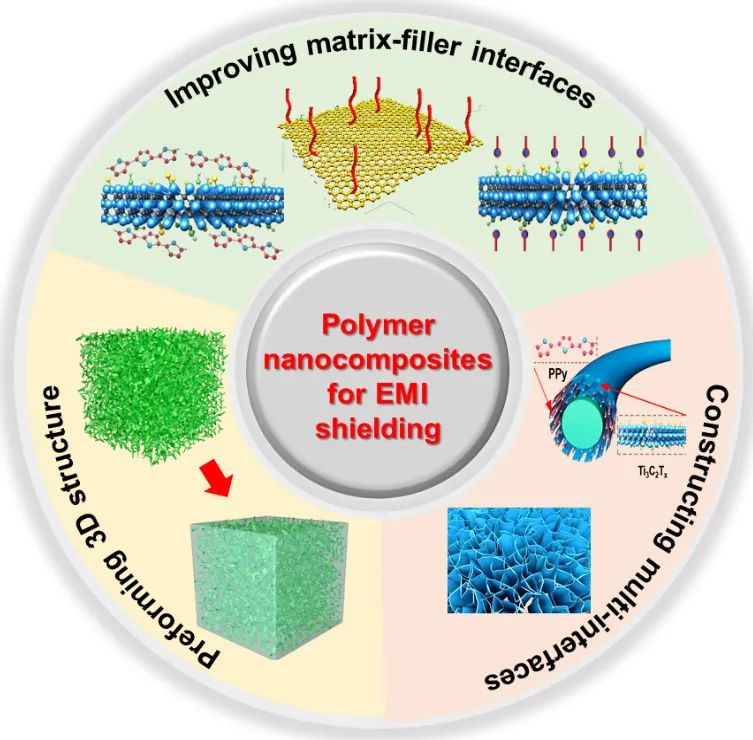 Improving matrix-filler interfaces
Polymer
nanocomposites
for EMI
shielding
PPy
Ti₃C₂Tₓ
Constructing multi-interfaces
Preforming 3D structure